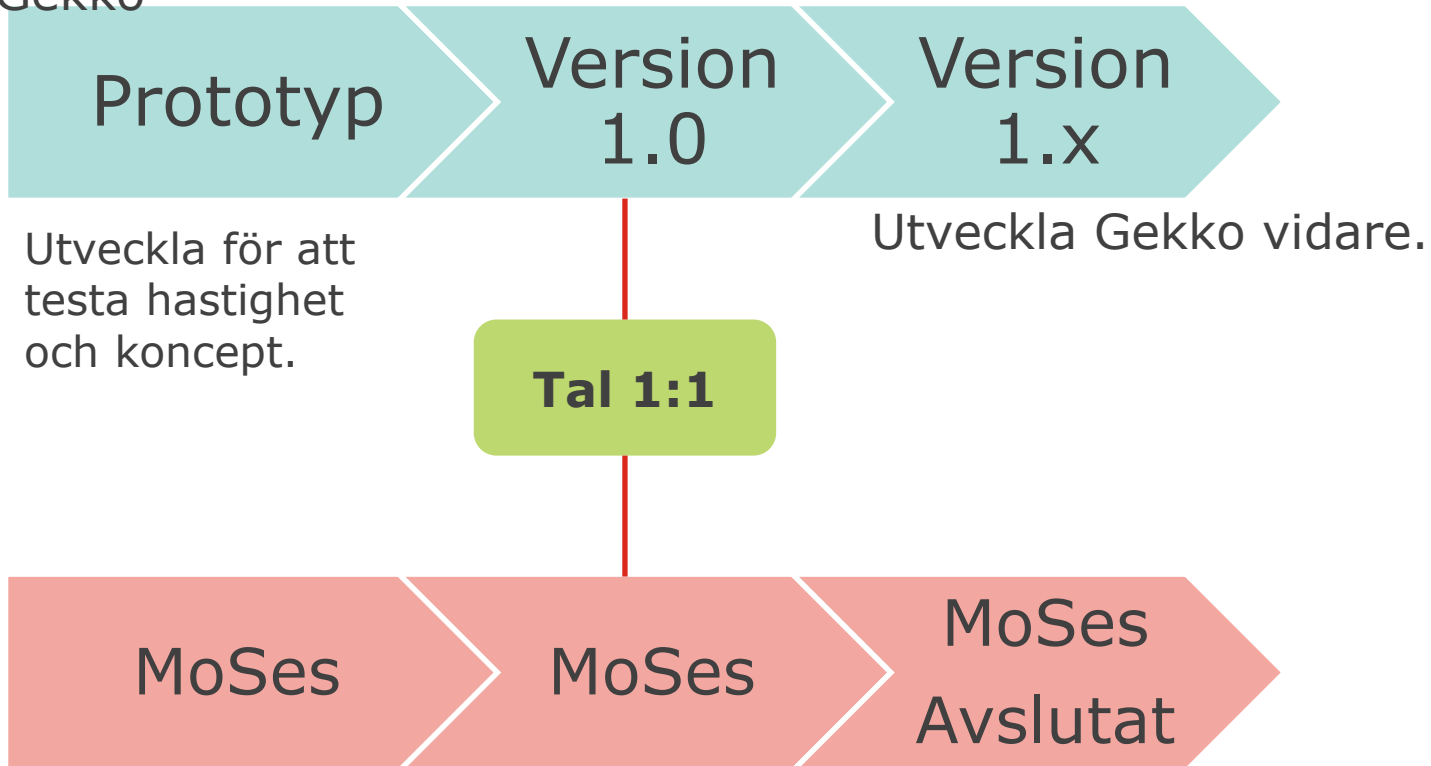 Gekko
Prototyp
Version
1.0
Version
1.x
Utveckla för att
testa hastighet
och koncept.
Utveckla Gekko vidare.
Tal 1:1
MoSes
MoSes
MoSes
Avslutat